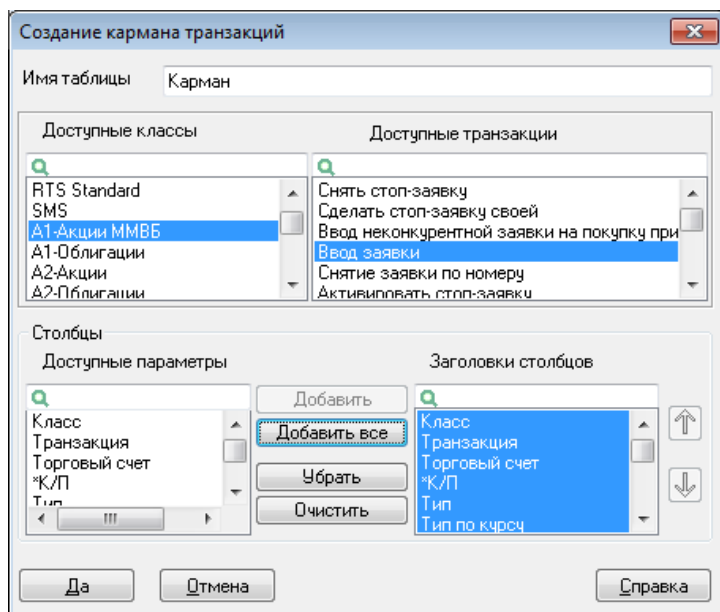 Создание кармана транзакций
Имя таблицы Карман
Доступные классы
Доступные транзакции
RTS Standard
SMS
А1-Акции ММВБ
А1-Облигации
А2-Акции
А2-Облигации
Снять стоп-заявку
Сделать стоп-заявку своей
Ввод неконкурентной заявки на покупку при
Ввод заявки
Снятие заявки по номеру
Активировать стоп-заявку
Столбцы
Доступные параметры
Заголовки столбцов
Класс
Транзакция
Торговый счет
*К/П
Тип
Добавить
Добавить все
Убрать
Очистить
Класс
Транзакция
Торговый счет
*К/П
Тип
Тип по курсу
Да
Отмена
Справка